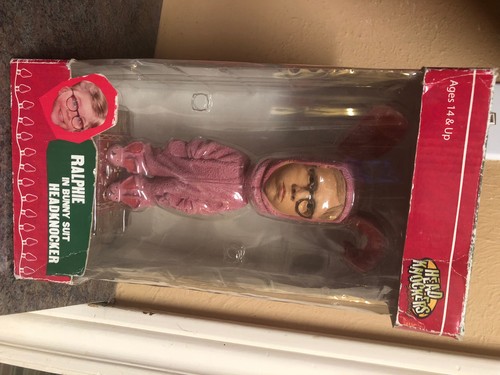 Ages 14 & Up
HEAD
KNOCKERS
RALPHIE
IN BUNNY SUIT
HEADKNOCKER